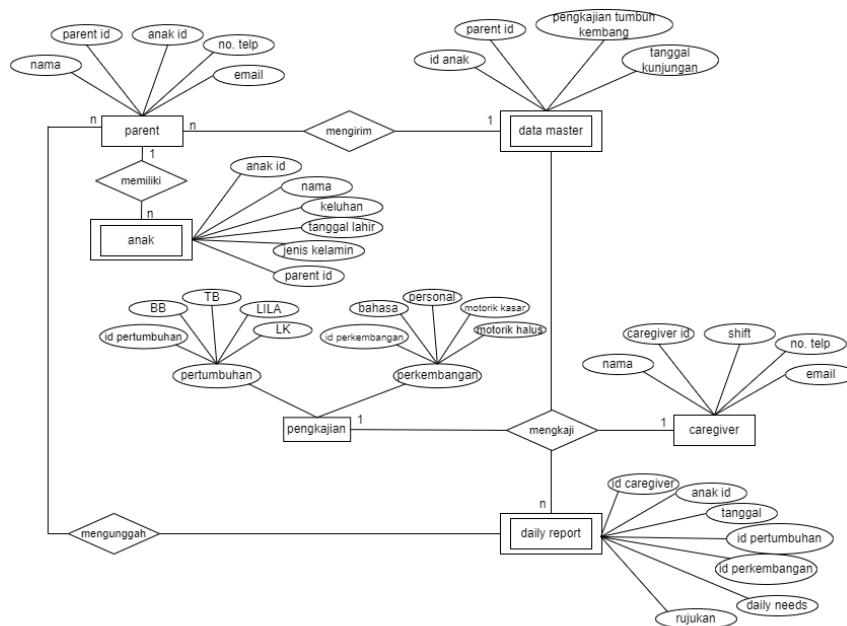 parent id
anak id
no. telp
nama
email
n
parent
n
1
memiliki
n
anak
mengirim
parent id
pengkajian tumbuh
kembang
id anak
tanggal
kunjungan
1
data master
anak id
nama
keluhan
tanggal lahir
jenis kelamin
parent id
BB
TB
LILA
id pertumbuhan
LK
pertumbuhan
bahasa
personal
motorik kasar
id perkembangan
motorik halus
perkembangan
pengkajian
1
mengkaji
1
caregiver id
shift
no. telp
nama
email
caregiver
n
mengunggah
daily report
id caregiver
anak id
tanggal
id pertumbuhan
id perkembangan
daily needs
rujukan